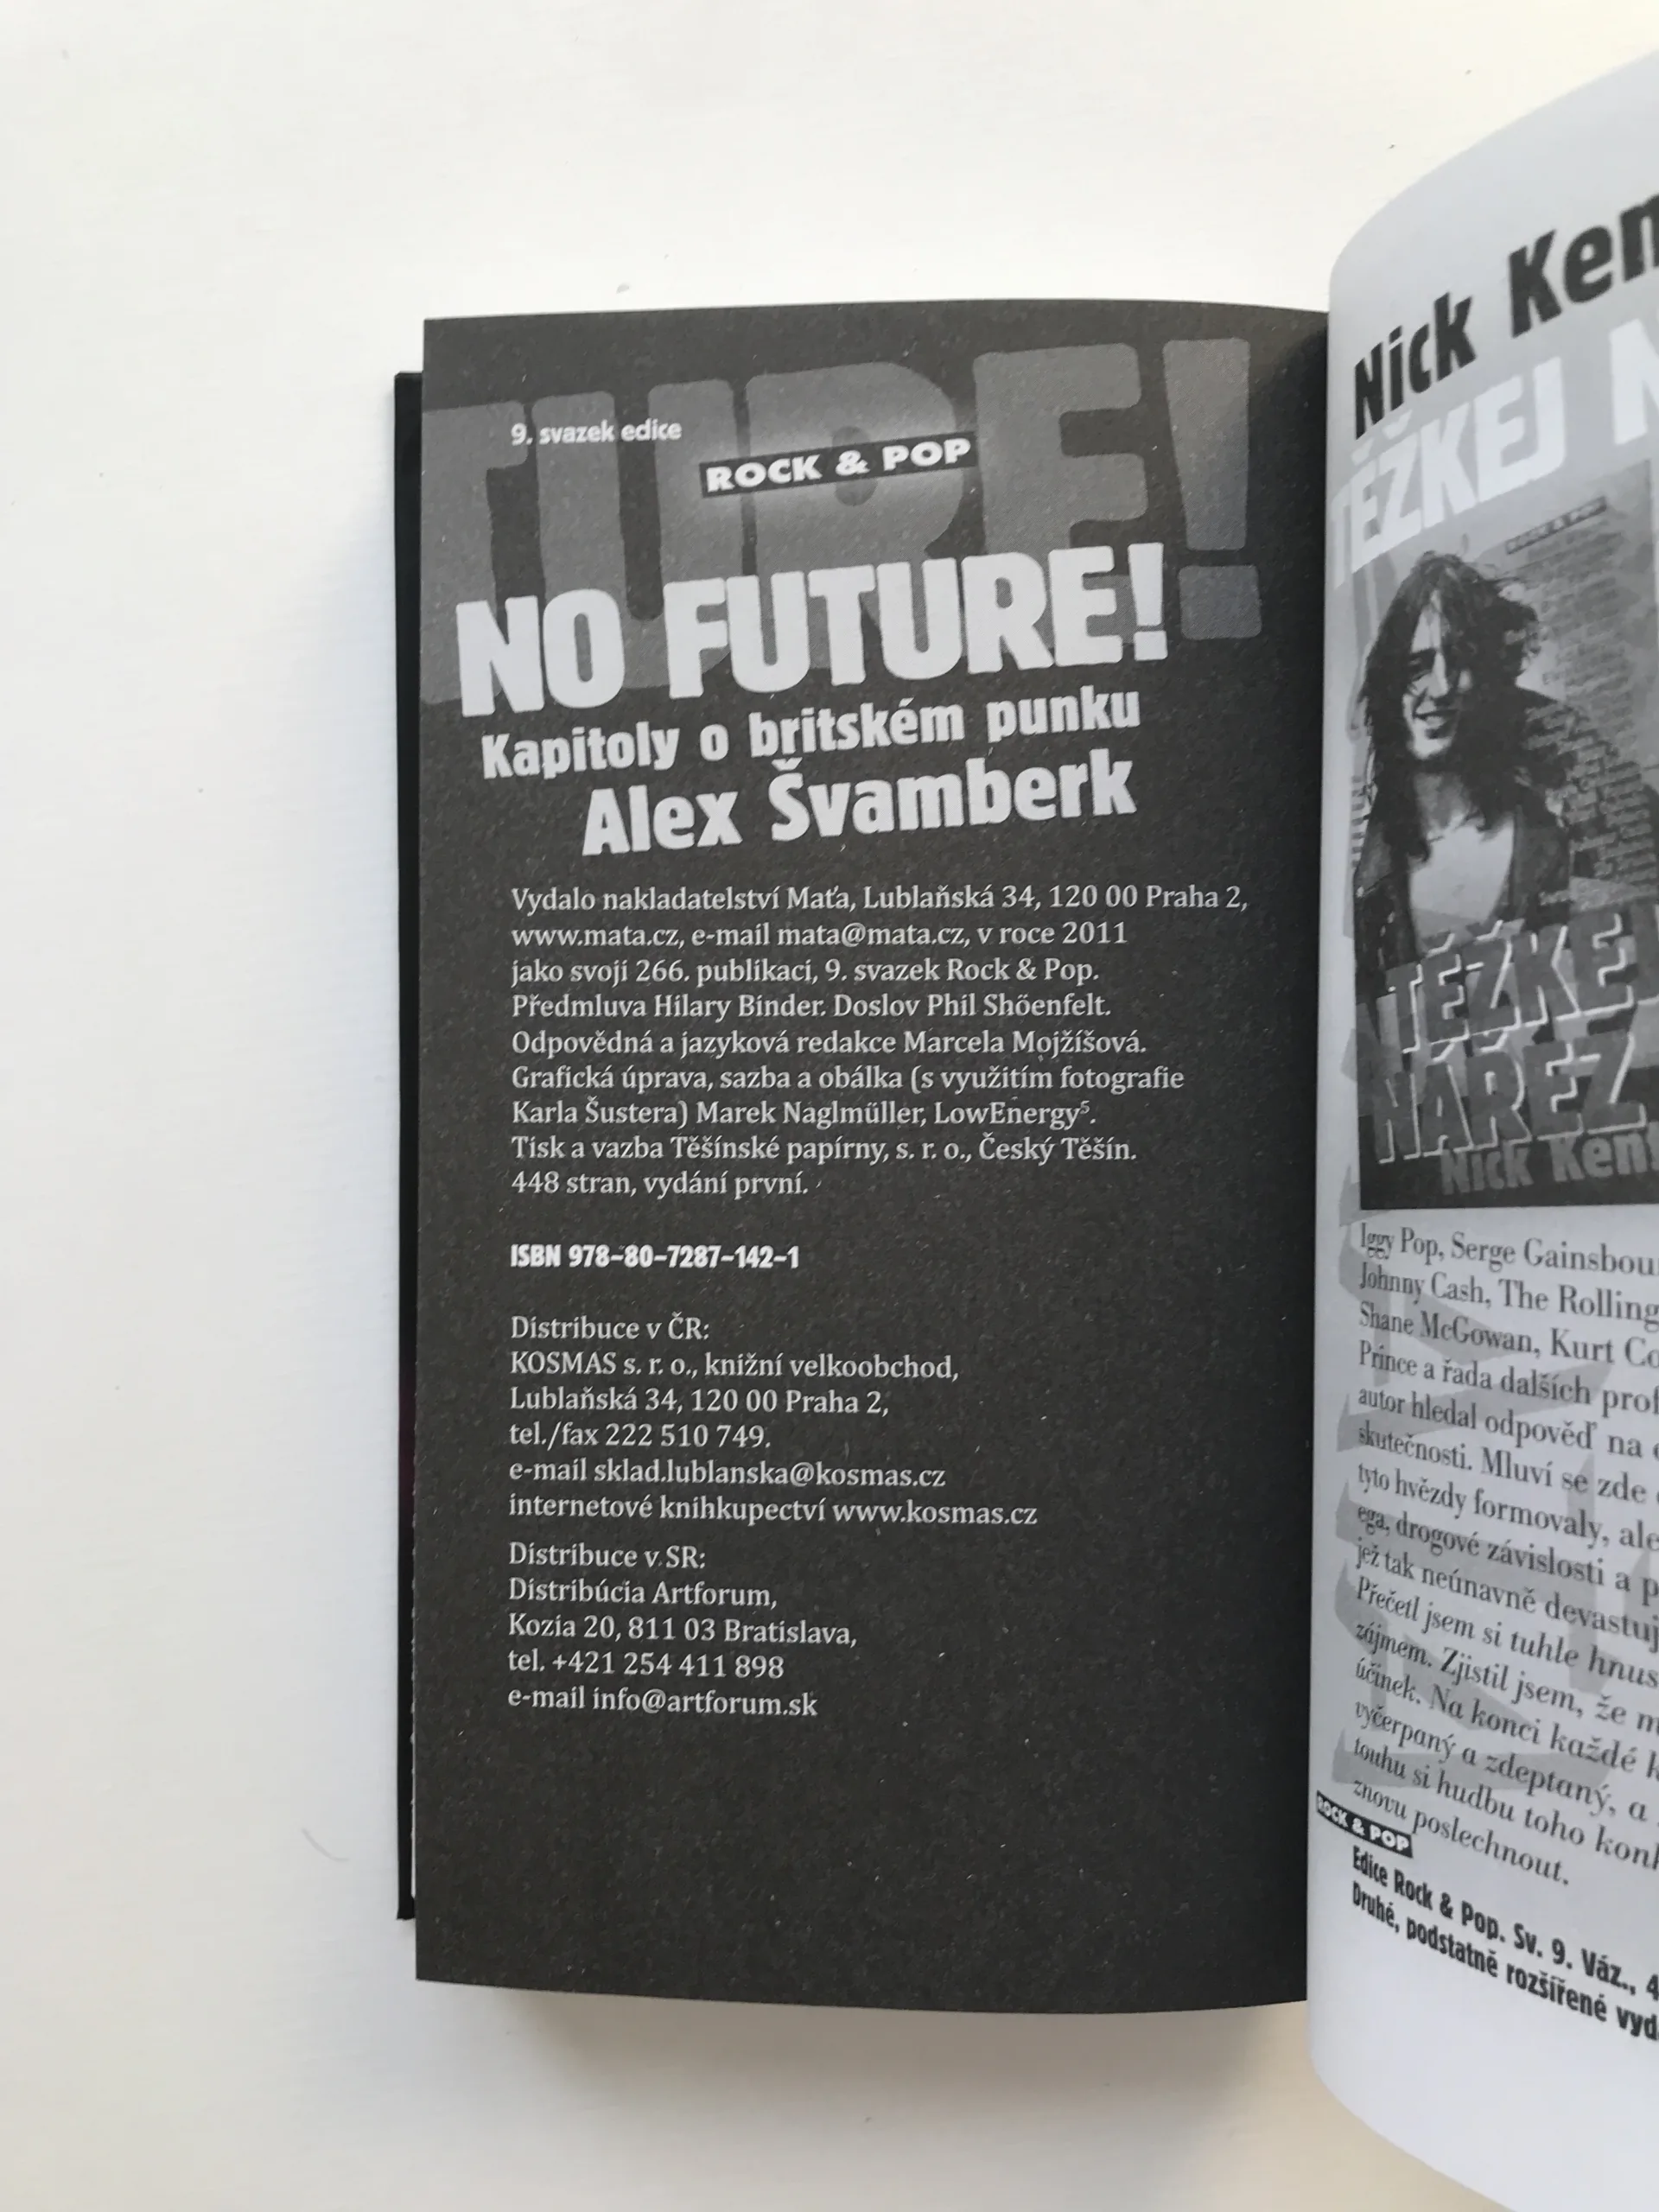 TURE!
9. svazek edice
ROCK & POP
NO FUTURE!
Kapitoly o britském punku
Alex Švamberk
Vydalo nakladatelství Maťa, Lublaňská 34, 120 00 Praha 2,
www.mata.cz, e-mail mata@mata.cz, v roce 2011
jako svoji 266. publikaci, 9. svazek Rock & Pop.
Předmluva Hilary Binder. Doslov Phil Shöenfelt.
Odpovědná a jazyková redakce Marcela Mojžíšová.
Grafická úprava, sazba a obálka (s využitím fotografie
Karla Šustera) Marek Naglmüller, LowEnergy⁵.
Tisk a vazba Těšínské papírny, s. r. o., Český Těšín.
448 stran, vydání první.
ISBN 978-80-7287-142-1
Distribuce v ČR:
KOSMAS s. r. o., knižní velkoobchod,
Lublaňská 34, 120 00 Praha 2,
tel./fax 222 510 749.
e-mail sklad.lublanska@kosmas.cz
internetové knihkupectví www.kosmas.cz
Distribuce v SR:
Distribúcia Artforum,
Kozia 20, 811 03 Bratislava,
tel. +421 254 411 898
e-mail info@artforum.sk
Nick Ken
TĚŽKEJ N
ROCK & POP
TĚŽKEJ
NÁŘEZ
Nick Kent
Iggy Pop, Serge Gainsbou
Johnny Cash, The Rolling
Shane McGowan, Kurt Co
Prince a řada dalších prof
autor hledal odpověď na
skutečnosti. Mluví se zde
tyto hvězdy formovaly, ale
ega, drogové závislosti a p
jež tak neúnavně devastuj
Přečetl jsem si tuhle hnus
zájmem. Zjistil jsem, že m
účinek. Na konci každé k
vyčerpaný a zdeptaný, a
touhu si hudbu toho konk
znovu poslechnout.
ROCK & POP
Edice Rock & Pop. Sv. 9. Váz., 4
Druhé, podstatně rozšířené vyd